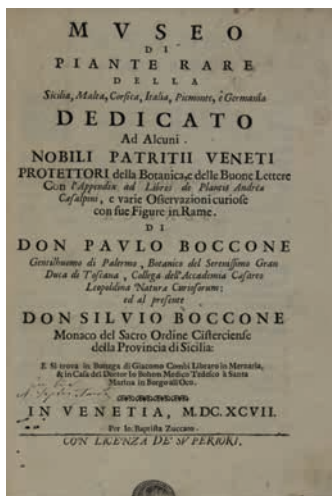 MVSEO
DI
PIANTE RARE
DELLA
Sicilia, Malta, Corsica, Italia, Piemonte, e Germania
DEDICATO
Ad Alcuni
NOBILI PATRITII VENETI
PROTETTORI della Botanica, e delle Buone Lettere
Con l'Appendix ad Libros de Plantis Andreæ
Cæsalpini, e varie Osservazioni curiose
con sue Figure in Rame.
DI
DON PAVLO BOCCONE
Gentilhuomo di Palermo, Botanico del Serenissimo Gran
Duca di Toscana, Collega dell'Accademia Cæsareo
Leopoldina Naturæ Curiosorum;
ed al presente
DON SILVIO BOCCONE
Monaco del Sacro Ordine Cisterciense
della Provincia di Sicilia:
E Si trova in Bottega di Giacomo Combi Libraro in Merzaria,
& in Casa del Dottor Io Bohem Medico Tedesco à Santa
Marina in Borgo all'Oco.
IN VENETIA, M.DC.XCVII.
Per Io: Baptista Zuccato.
CON LICENZA DE' SVPERIORI.